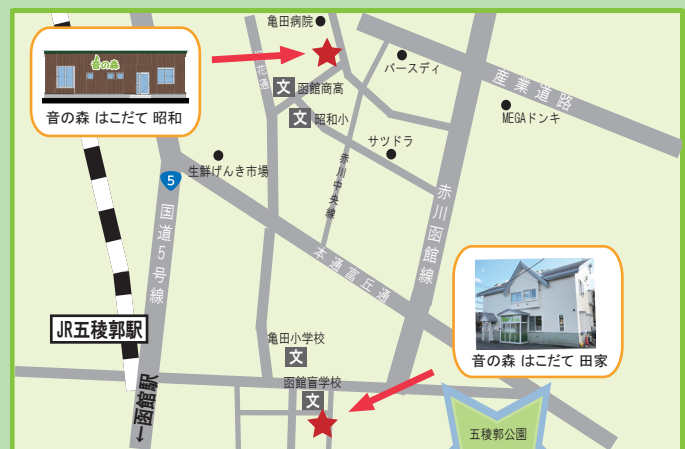 亀田病院
音の森
音の森 はこだて 昭和
花通
文 函館商高
文 昭和小
バースディ
産業道路
MEGAドンキ
サツドラ
生鮮げんき市場
赤川中央線
赤川函館線
5
国道5号線
本通富丘通
JR五稜郭駅
←函館駅
亀田小学校
文
函館盲学校
文
音の森 はこだて 田家
五稜郭公園